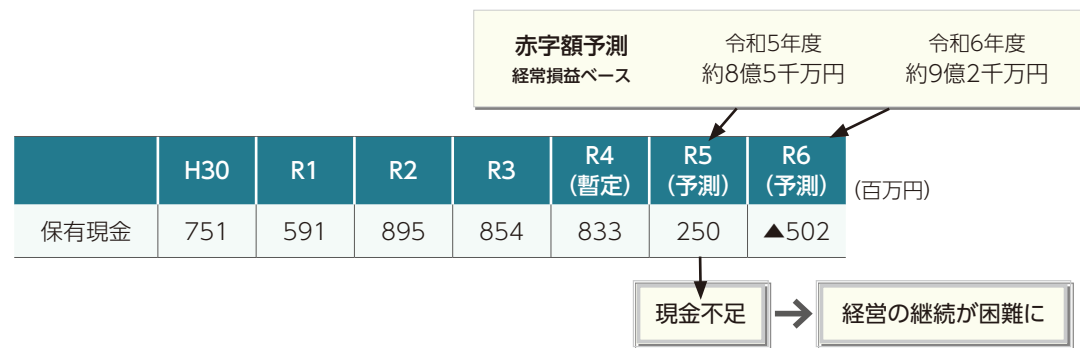 赤字額予測 令和5年度 令和6年度
経常損益ベース 約8億5千万円 約9億2千万円
H30 R1 R2 R3 R4 (暫定) R5 (予測) R6 (予測)
(百万円)
保有現金 751 591 895 854 833 250 ▲502
現金不足 経営の継続が困難に